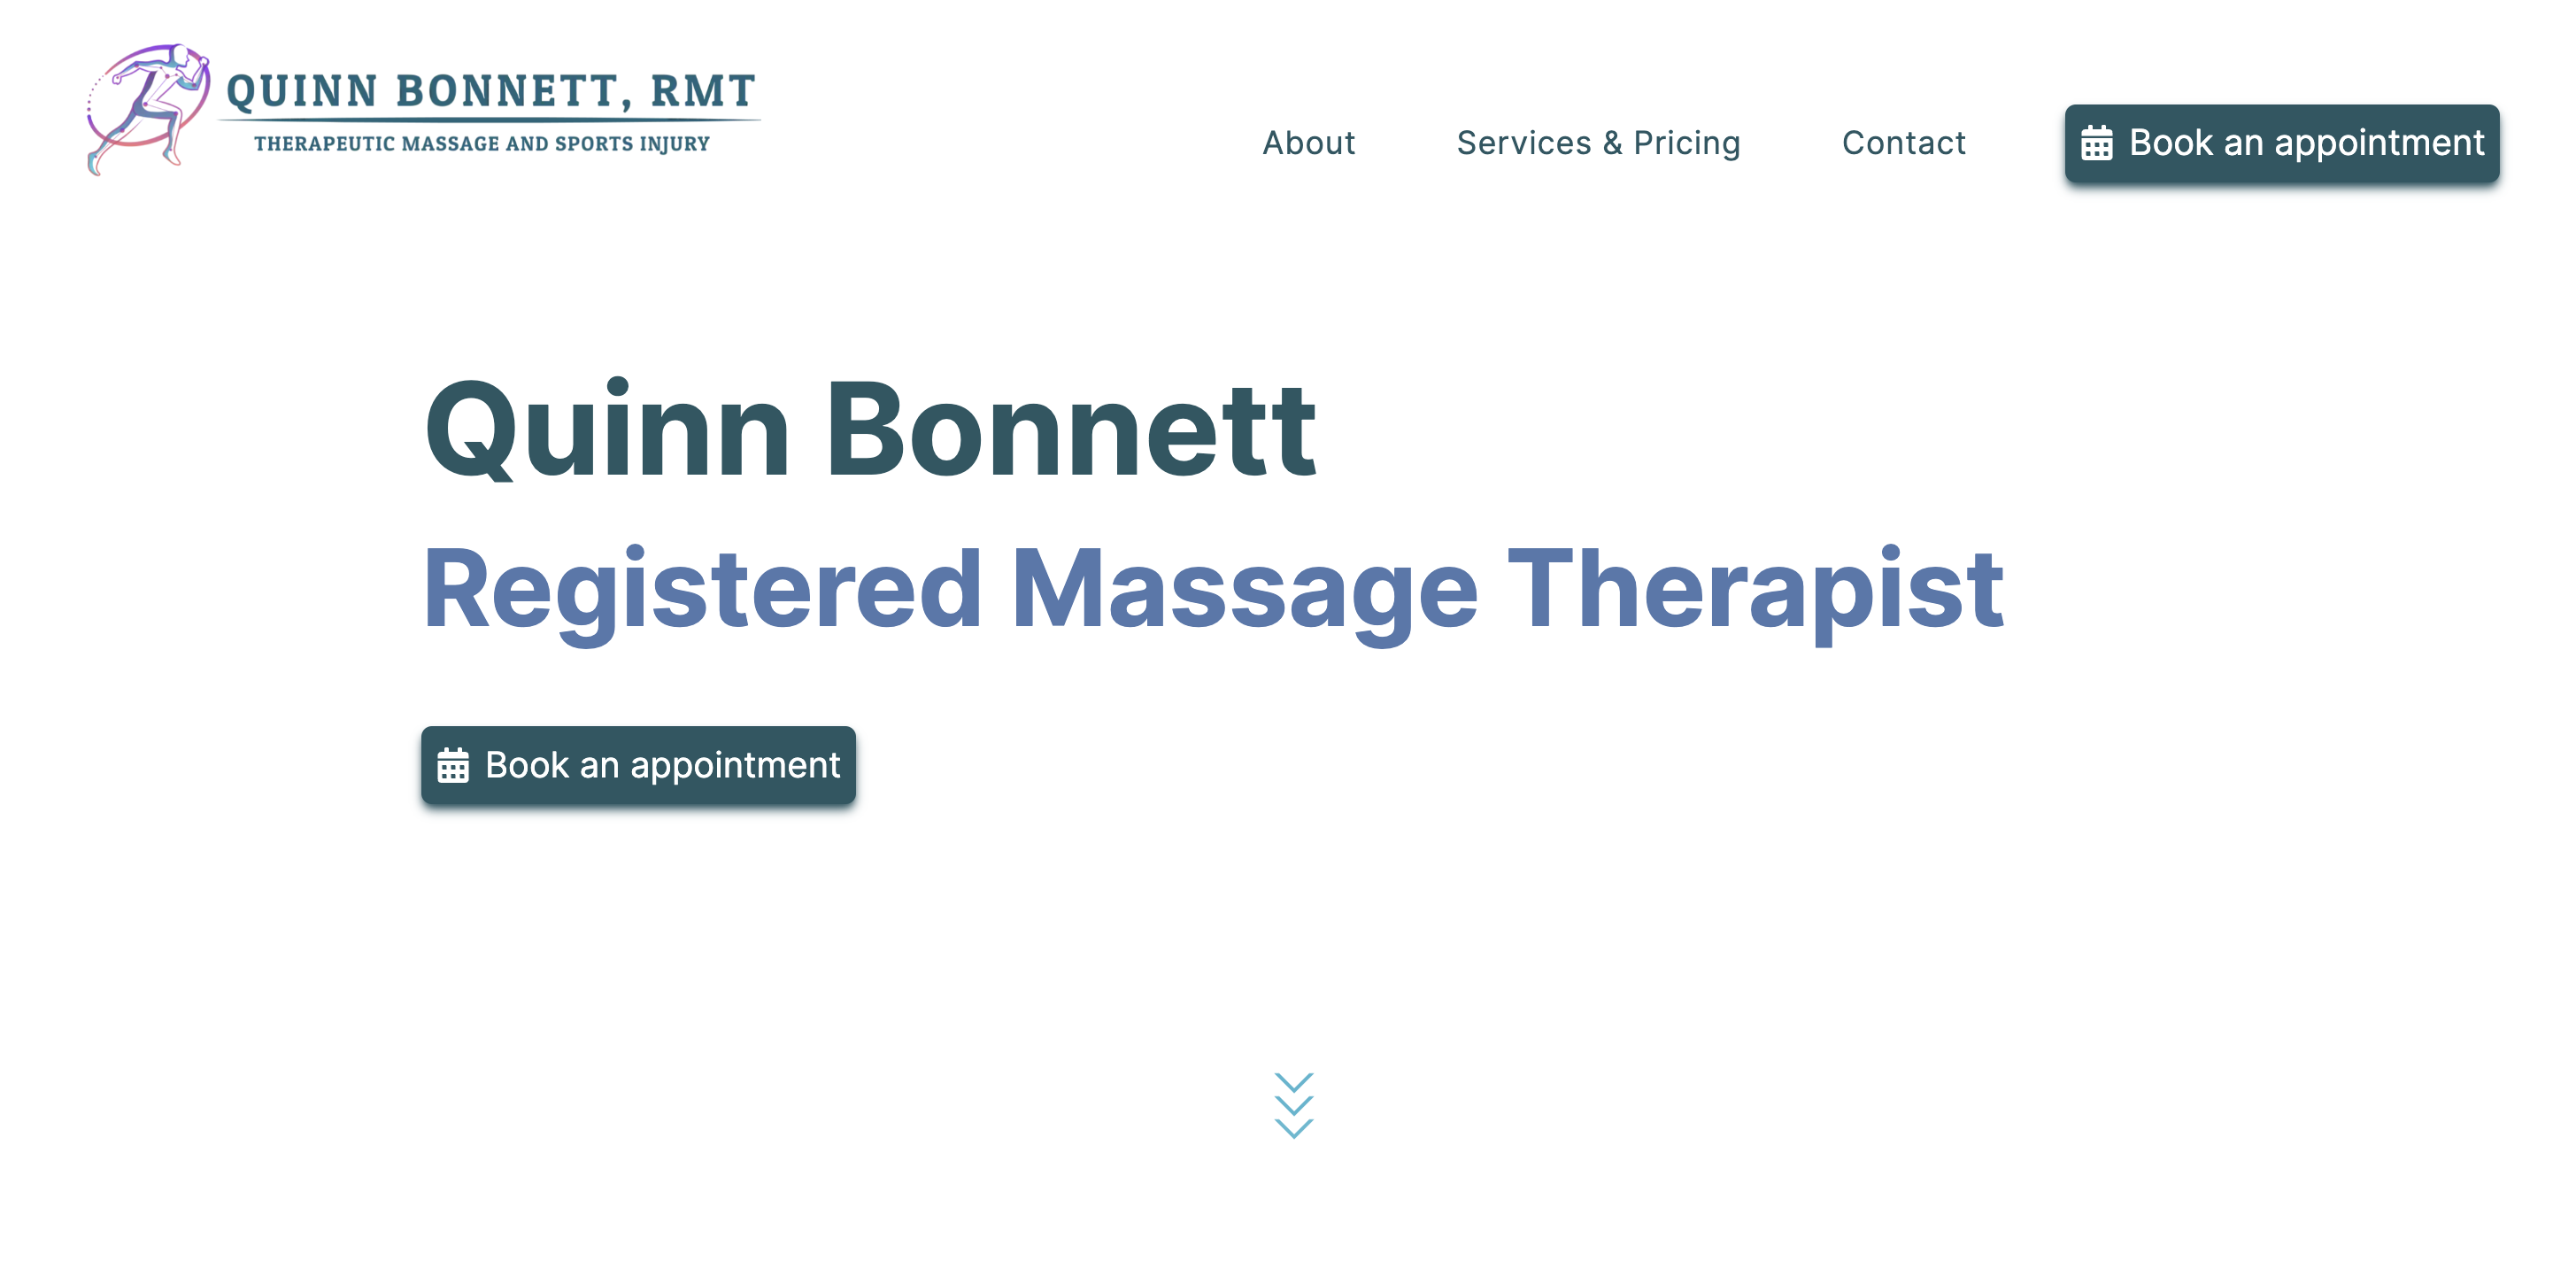 QUINN BONNETT, RMT
THERAPEUTIC MASSAGE AND SPORTS INJURY
About
Services & Pricing
Contact
Book an appointment
Quinn Bonnett
Registered Massage Therapist
Book an appointment